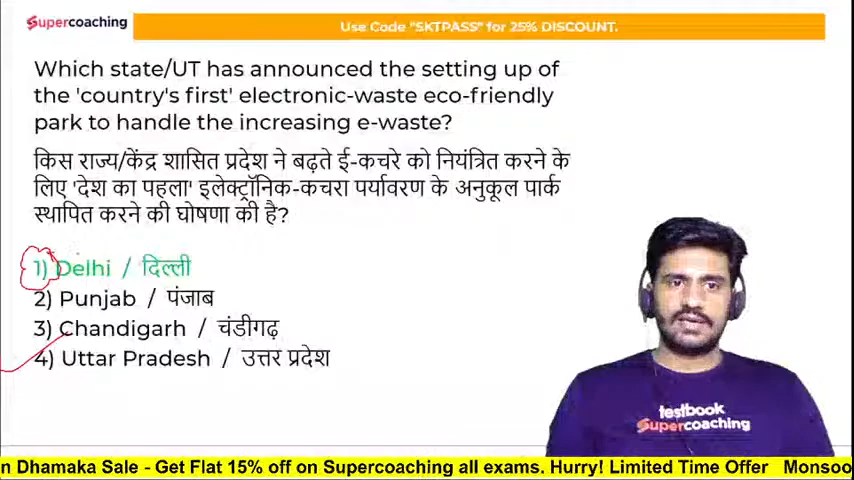 Supercoaching
Use Code "SKTPASS" for 25% DISCOUNT.
Which state/UT has announced the setting up of
the 'country's first' electronic-waste eco-friendly
park to handle the increasing e-waste?
किस राज्य/केंद्र शासित प्रदेश ने बढ़ते ई-कचरे को नियंत्रित करने के
लिए 'देश का पहला' इलेक्ट्रॉनिक-कचरा पर्यावरण के अनुकूल पार्क
स्थापित करने की घोषणा की है?
1) Delhi / दिल्ली
2) Punjab / पंजाब
3) Chandigarh / चंडीगढ़
4) Uttar Pradesh / उत्तर प्रदेश
testbook
Supercoaching
n Dhamaka Sale - Get Flat 15% off on Supercoaching all exams. Hurry! Limited Time Offer Monsoo